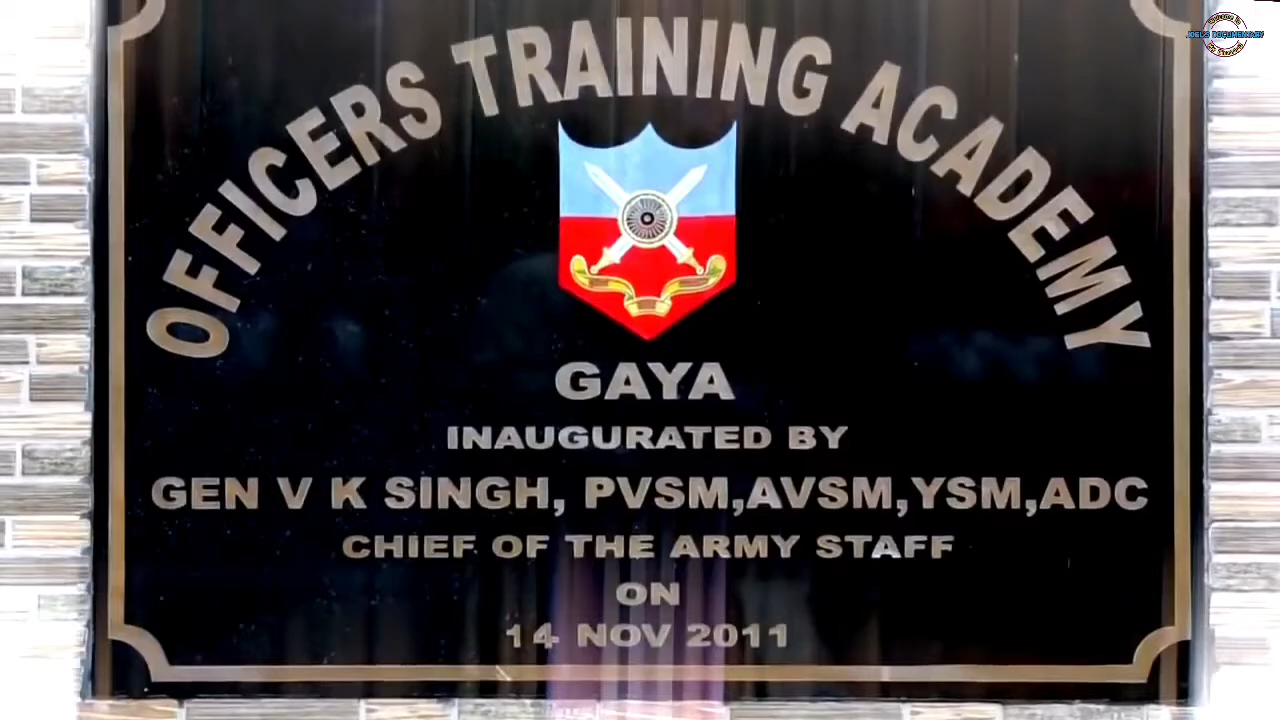 OFFICERS TRAINING ACADEMY
GAYA
INAUGURATED BY
GEN V K SINGH, PVSM,AVSM,YSM,ADC
CHIEF OF THE ARMY STAFF
ON
14 NOV 2011